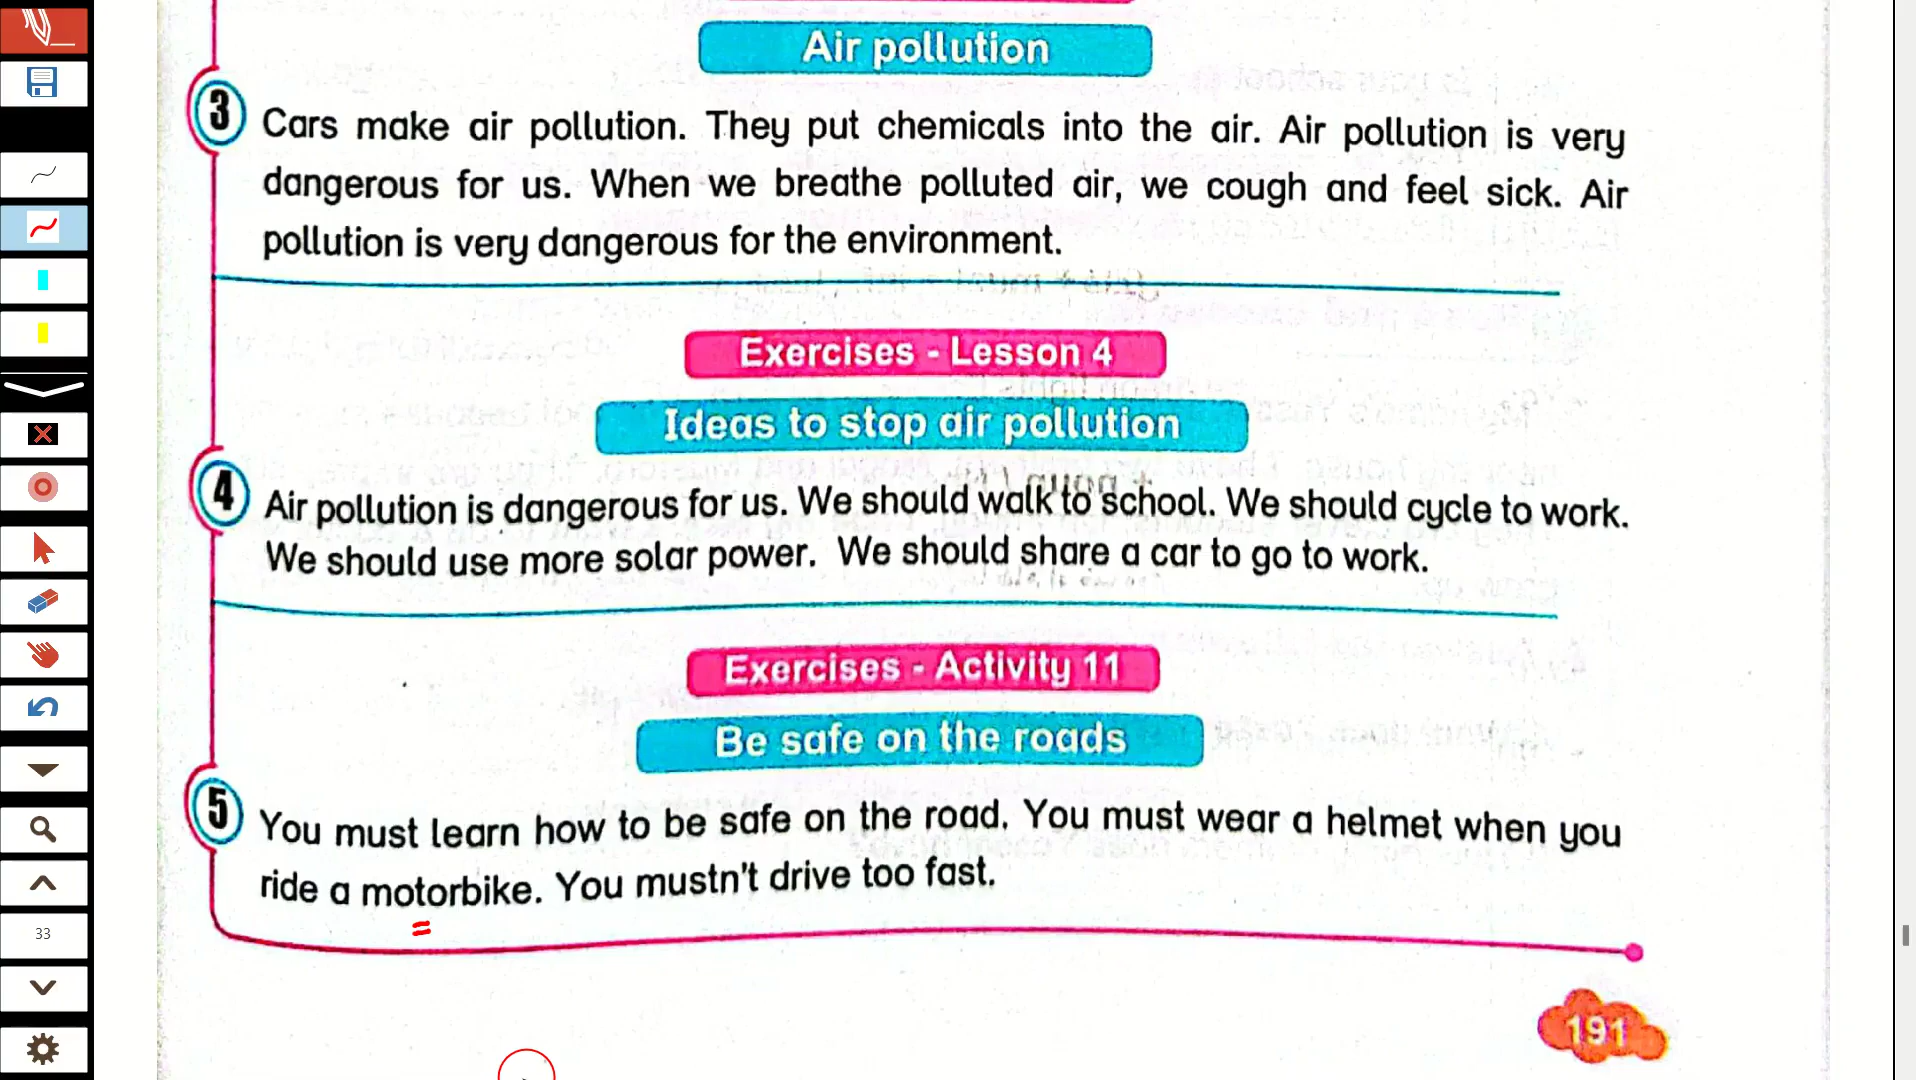 Air pollution
3
Cars make air pollution. They put chemicals into the air. Air pollution is very
dangerous for us. When we breathe polluted air, we cough and feel sick. Air
pollution is very dangerous for the environment.
Exercises - Lesson 4
Ideas to stop air pollution
4
Air pollution is dangerous for us. We should walk to school. We should cycle to work.
We should use more solar power. We should share a car to go to work.
Exercises - Activity 11
Be safe on the roads
5
You must learn how to be safe on the road. You must wear a helmet when you
ride a motorbike. You mustn't drive too fast.
=
33
191